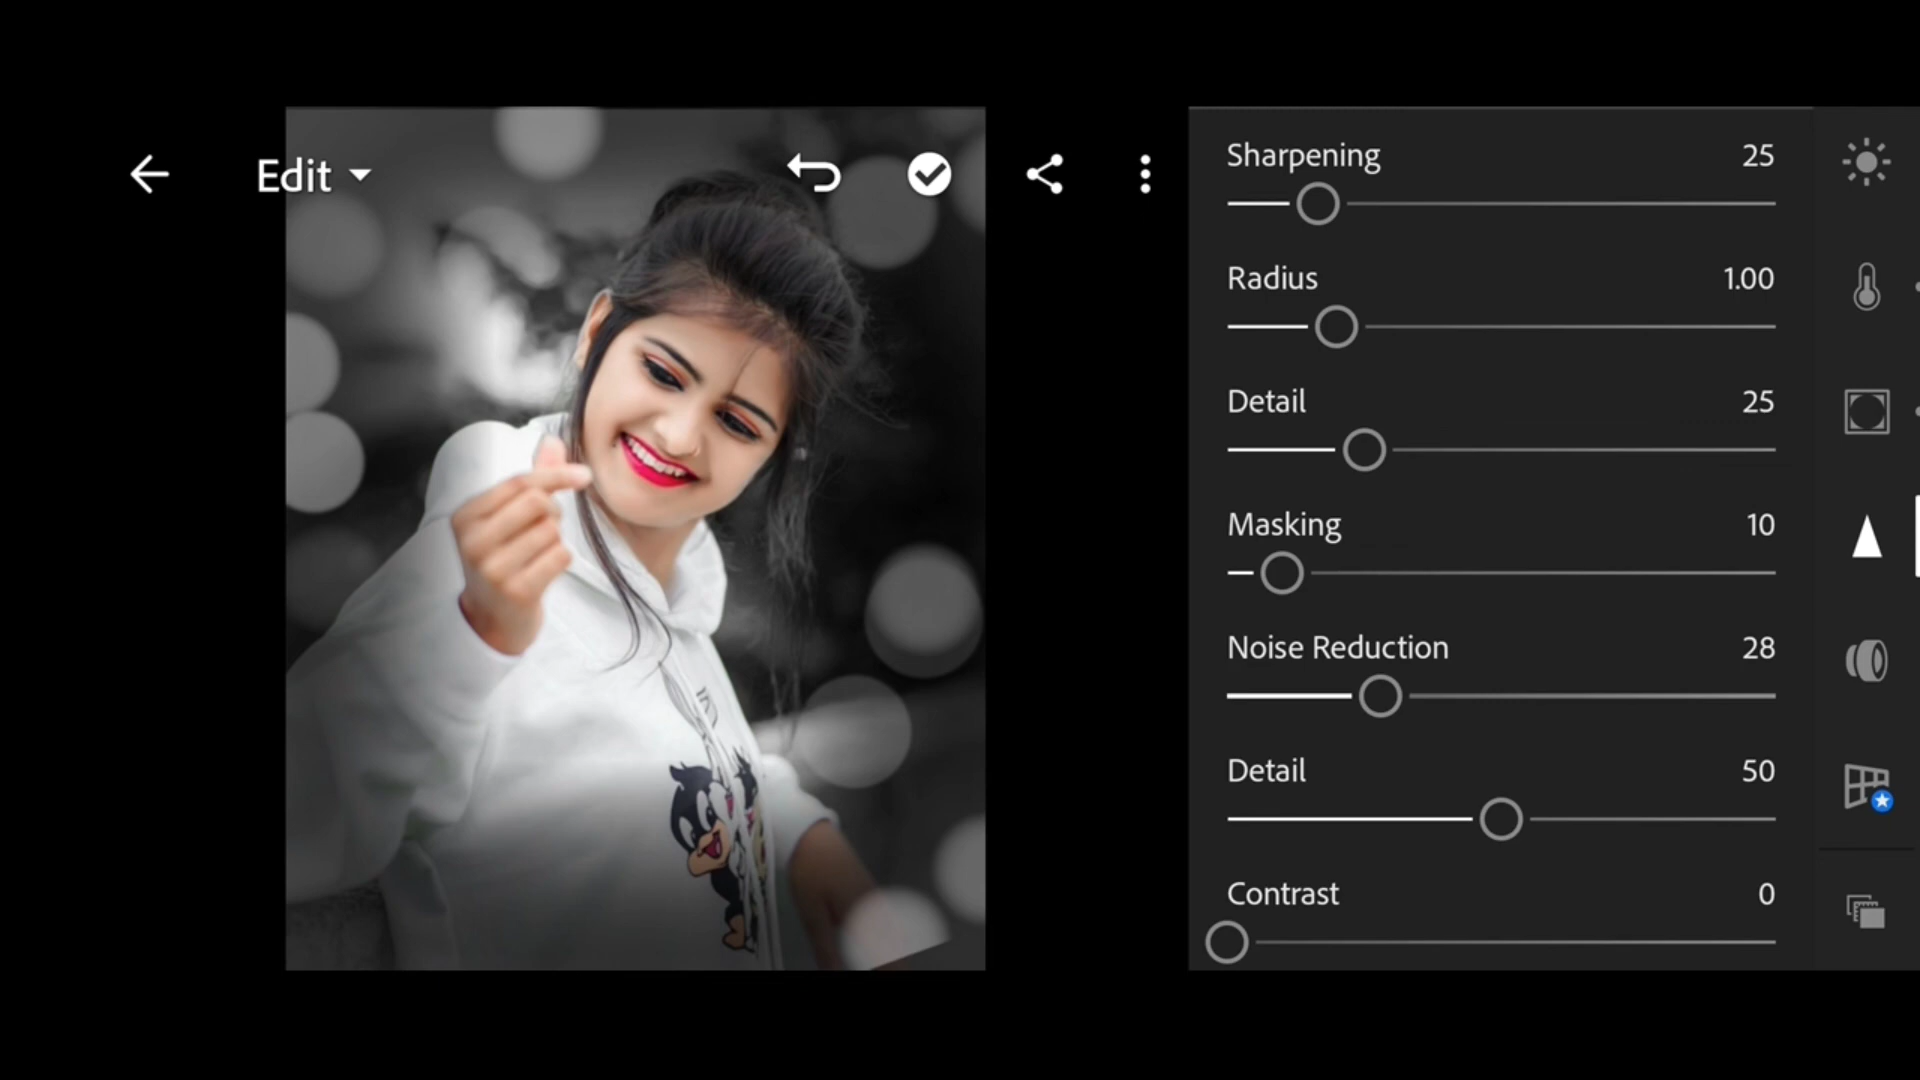 Edit
Sharpening 25
Radius 1.00
Detail 25
Masking 10
Noise Reduction 28
Detail 50
Contrast 0